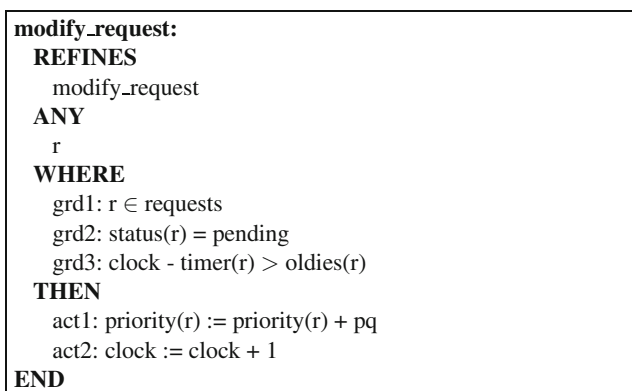 modify_request:
REFINES
modify_request
ANY
r
WHERE
grd1: r ∈ requests
grd2: status(r) = pending
grd3: clock - timer(r) > oldies(r)
THEN
act1: priority(r) := priority(r) + pq
act2: clock := clock + 1
END